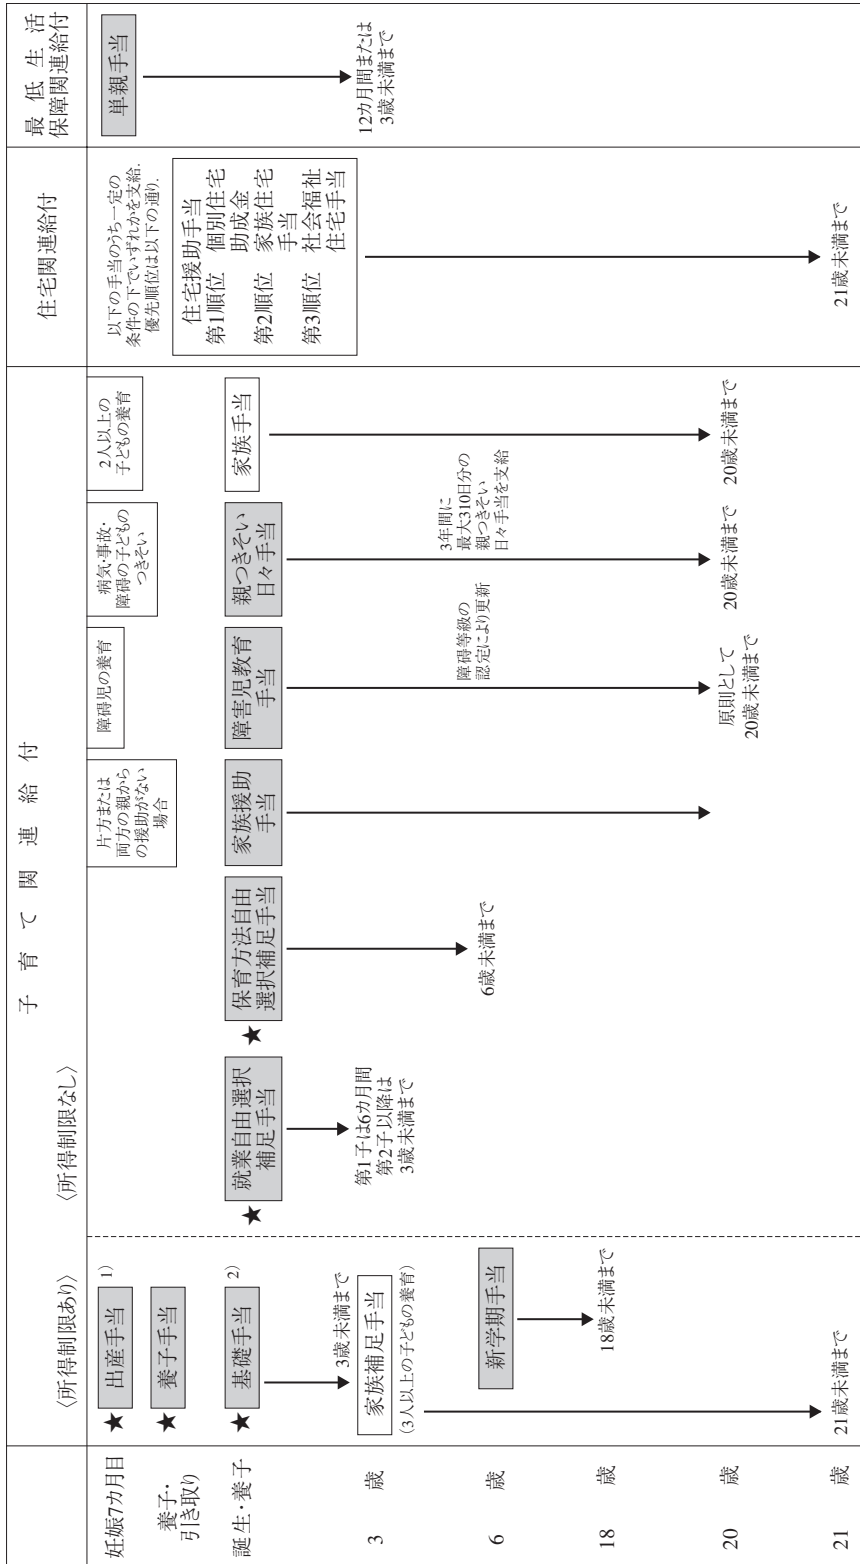 子育て関連給付
住宅関連給付
最低生活
保障関連給付
〈所得制限あり〉
〈所得制限なし〉
妊娠7カ月目
養子・
引き取り
誕生・養子
3 歳
6 歳
18 歳
20 歳
21 歳
★ 出産手当 1)
★ 養子手当
★ 基礎手当 2)
3歳未満まで
家族補足手当
(3人以上の子どもの養育)
21歳未満まで
新学期手当
18歳未満まで
★ 就業自由選択
補足手当
第1子は6カ月間
第2子以降は
3歳未満まで
★ 保育方法自由
選択補足手当
6歳未満まで
片方または
両方の親から
の援助がない
場合
家族援助
手当
障碍児の養育
障害児教育
手当
障碍等級の
認定により更新
原則として
20歳未満まで
病気・事故・
障碍の子どもの
つきそい
親つきそい
日々手当
3年間に
最大310日分の
親つきそい
日々手当を支給
20歳未満まで
2人以上の
子どもの養育
家族手当
20歳未満まで
以下の手当のうち一定の
条件の下でいずれかを支給.
優先順位は以下の通り.
住宅援助手当
第1順位 個別住宅
助成金
第2順位 家族住宅
手当
第3順位 社会福祉
住宅手当
21歳未満まで
単親手当
12カ月間または
3歳未満まで